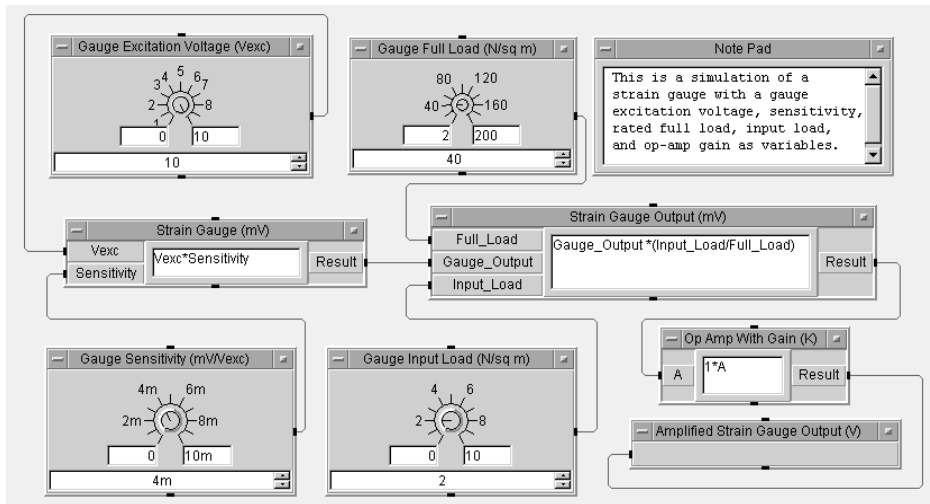 Gauge Excitation Voltage (Vexc)
1 2 3 4 5 6 7 8
0 10
10
Gauge Full Load (N/sq m)
40 80 120 160
2 200
40
Note Pad
This is a simulation of a
strain gauge with a gauge
excitation voltage, sensitivity,
rated full load, input load,
and op-amp gain as variables.
Strain Gauge (mV)
Vexc
Sensitivity
Vexc*Sensitivity
Result
Strain Gauge Output (mV)
Full_Load
Gauge_Output
Input_Load
Gauge_Output *(Input_Load/Full_Load)
Result
Gauge Sensitivity (mV/Vexc)
2m 4m 6m 8m
0 10m
4m
Gauge Input Load (N/sq m)
2 4 6 8
0 10
2
Op Amp With Gain (K)
A
1*A
Result
Amplified Strain Gauge Output (V)